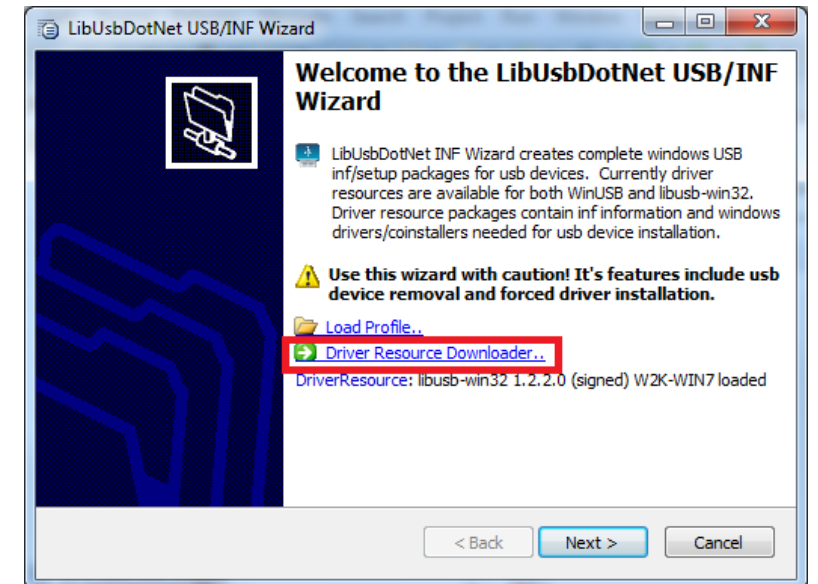 LibUsbDotNet USB/INF Wizard
Welcome to the LibUsbDotNet USB/INF
Wizard
LibUsbDotNet INF Wizard creates complete windows USB
inf/setup packages for usb devices. Currently driver
resources are available for both WinUSB and libusb-win32.
Driver resource packages contain inf information and windows
drivers/coinstallers needed for usb device installation.
Use this wizard with caution! It's features include usb
device removal and forced driver installation.
Load Profile..
Driver Resource Downloader..
DriverResource: libusb-win32 1.2.2.0 (signed) W2K-WIN7 loaded
< Back
Next >
Cancel